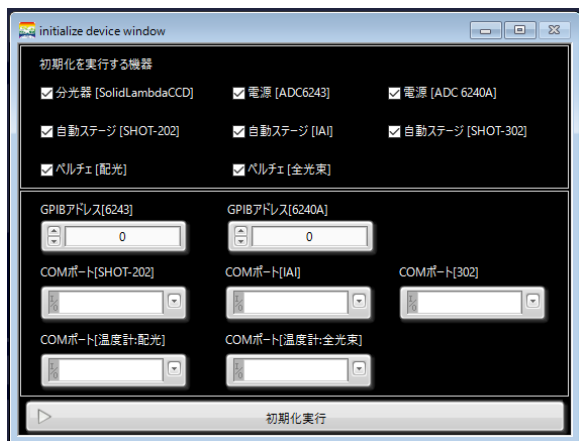 initialize device window
初期化を実行する機器
分光器 [SolidLambdaCCD] 電源 [ADC6243] 電源 [ADC 6240A]
自動ステージ [SHOT-202] 自動ステージ [IAI] 自動ステージ [SHOT-302]
ペルチェ [配光] ペルチェ [全光束]
GPIBアドレス[6243] GPIBアドレス[6240A]
0 0
COMポート[SHOT-202] COMポート[IAI] COMポート[302]
COMポート[温度計:配光] COMポート[温度計:全光束]
初期化実行